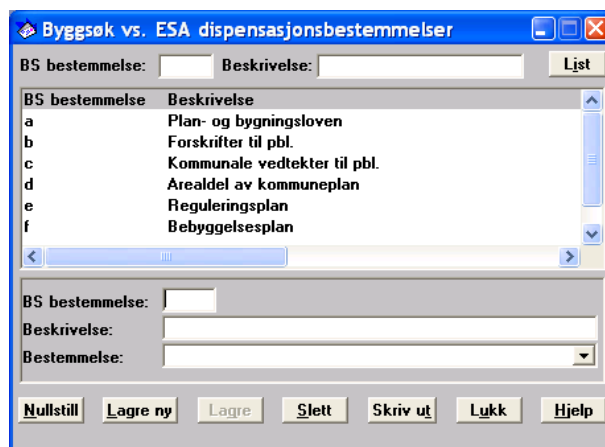 Byggsøk vs. ESA dispensasjonsbestemmelser
BS bestemmelse: Beskrivelse: List
BS bestemmelse Beskrivelse
a Plan- og bygningsloven
b Forskrifter til pbl.
c Kommunale vedtekter til pbl.
d Arealdel av kommuneplan
e Reguleringsplan
f Bebyggelsesplan
BS bestemmelse:
Beskrivelse:
Bestemmelse:
Nullstill Lagre ny Lagre Slett Skriv ut Lukk Hjelp